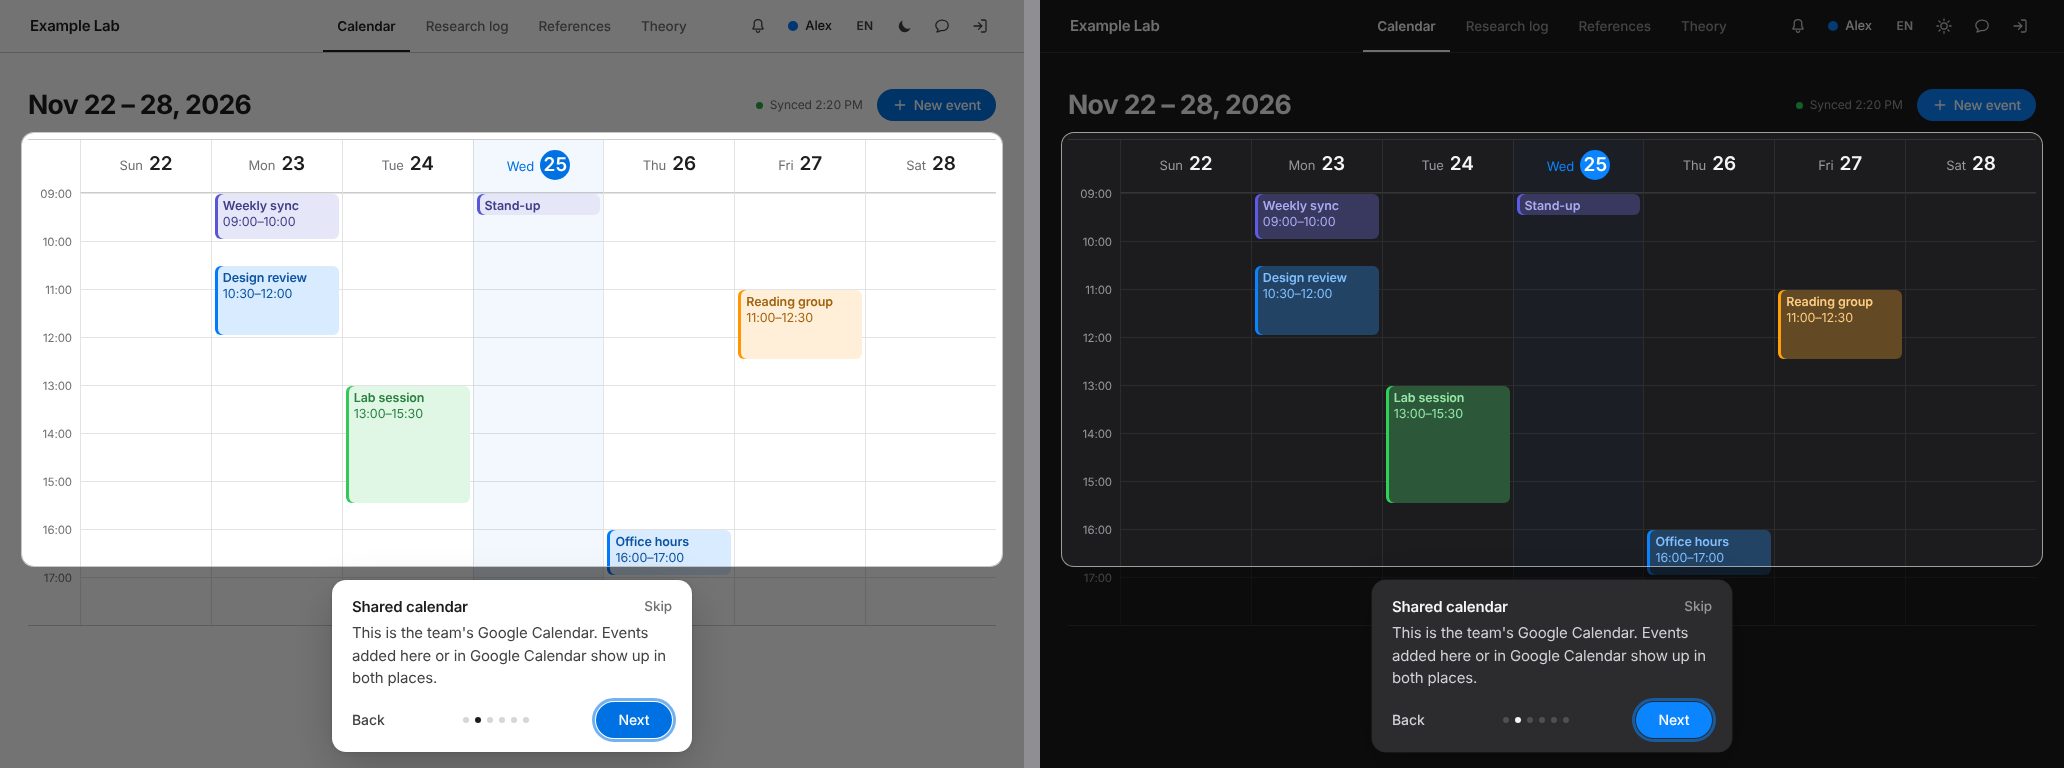 Example Lab
Calendar Research log References Theory
Alex EN
Nov 22 – 28, 2026
Synced 2:20 PM
+ New event
Sun 22 Mon 23 Tue 24 Wed 25 Thu 26 Fri 27 Sat 28
09:00
Weekly sync
09:00–10:00
Stand-up
10:00
Design review
10:30–12:00
11:00
Reading group
11:00–12:30
12:00
13:00
Lab session
13:00–15:30
14:00
15:00
16:00
Office hours
16:00–17:00
17:00
Shared calendar
Skip
This is the team's Google Calendar. Events
added here or in Google Calendar show up in
both places.
Back
Next
Example Lab
Calendar Research log References Theory
Alex EN
Nov 22 – 28, 2026
Synced 2:20 PM
+ New event
Sun 22 Mon 23 Tue 24 Wed 25 Thu 26 Fri 27 Sat 28
09:00
Weekly sync
09:00–10:00
Stand-up
10:00
Design review
10:30–12:00
11:00
Reading group
11:00–12:30
12:00
13:00
Lab session
13:00–15:30
14:00
15:00
16:00
Office hours
16:00–17:00
17:00
Shared calendar
Skip
This is the team's Google Calendar. Events
added here or in Google Calendar show up in
both places.
Back
Next